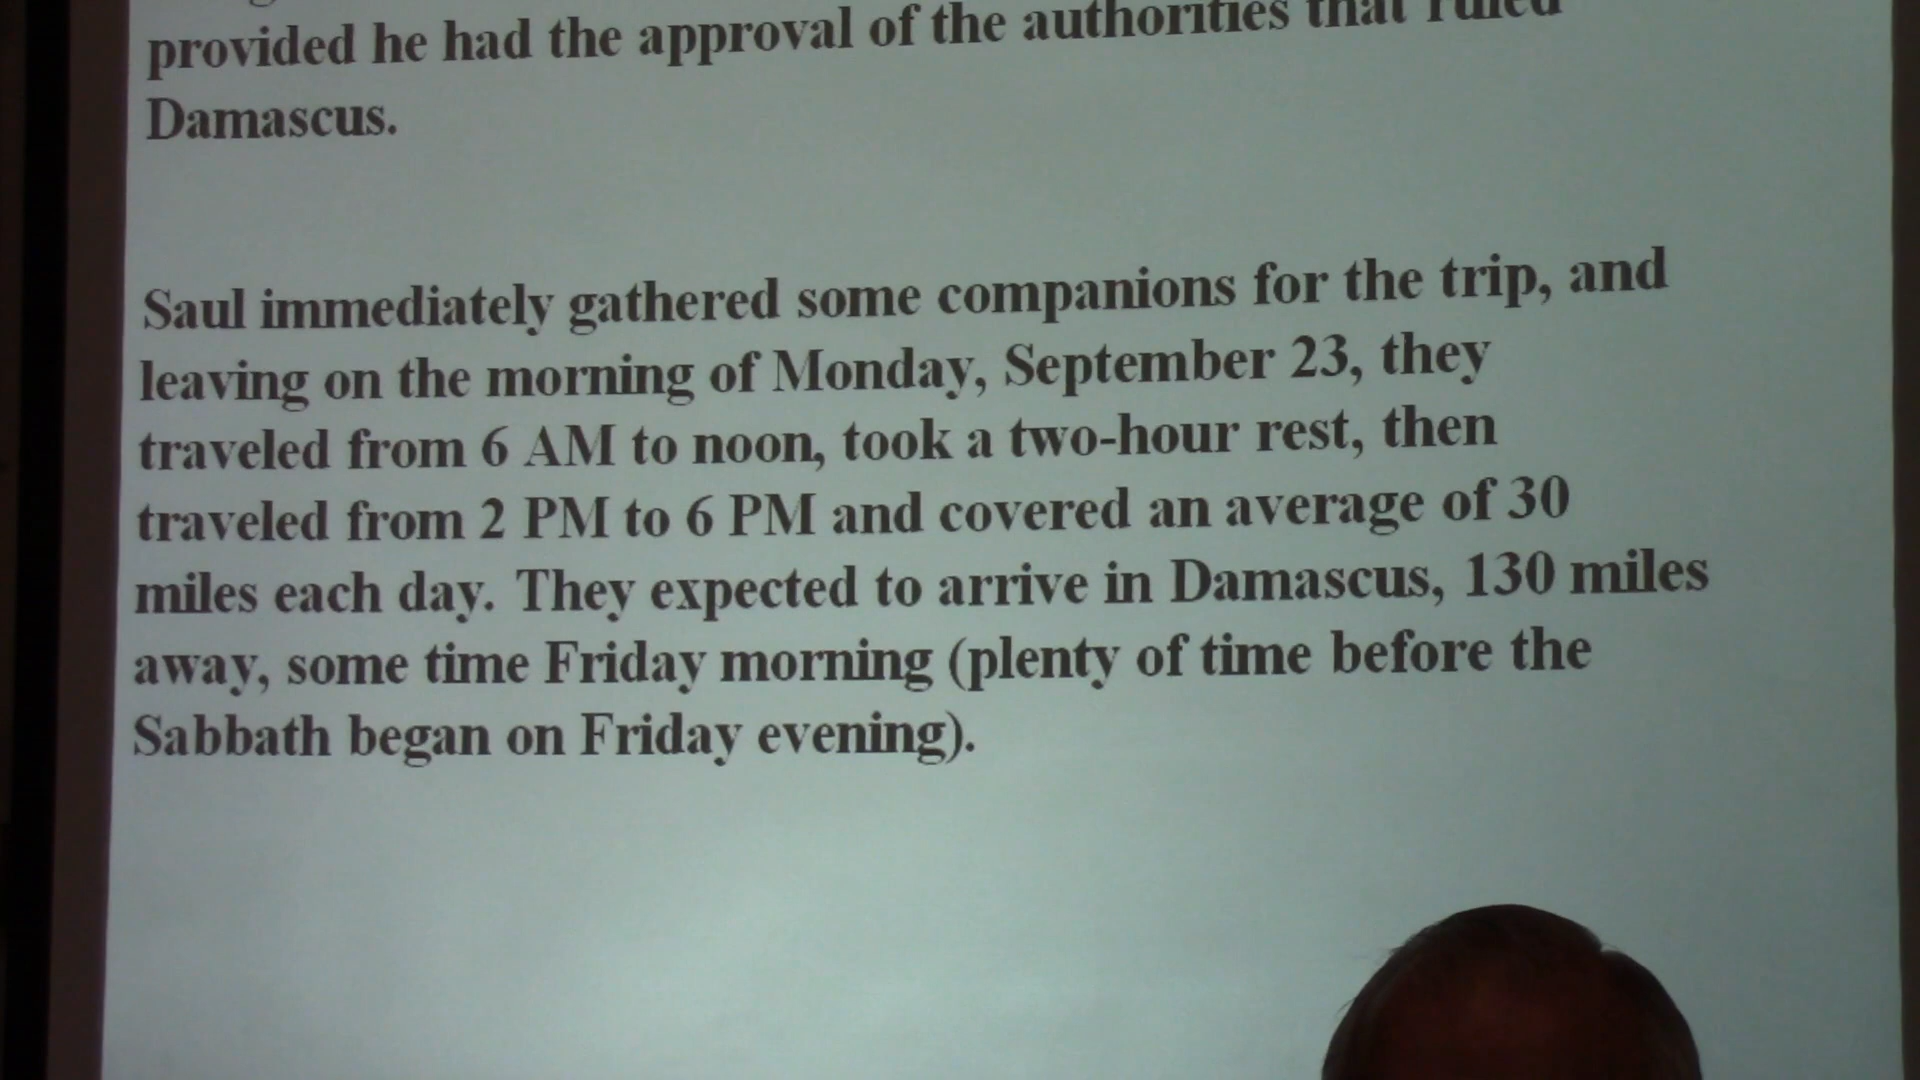 provided he had the approval of the authorities that ruled
Damascus.
Saul immediately gathered some companions for the trip, and
leaving on the morning of Monday, September 23, they
traveled from 6 AM to noon, took a two-hour rest, then
traveled from 2 PM to 6 PM and covered an average of 30
miles each day. They expected to arrive in Damascus, 130 miles
away, some time Friday morning (plenty of time before the
Sabbath began on Friday evening).